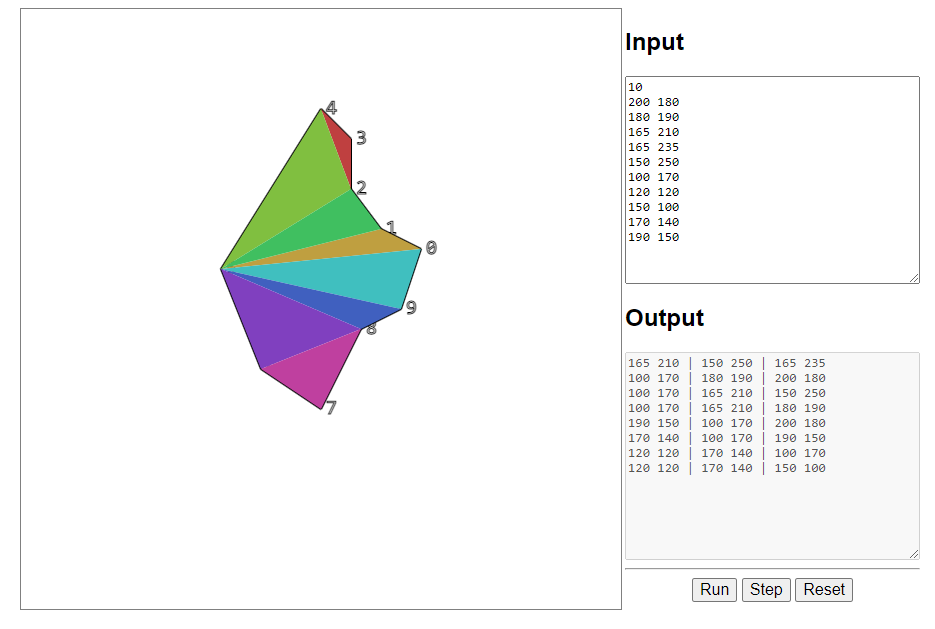 4
3
2
1
0
9
8
7
Input
10
200 180
180 190
165 210
165 235
150 250
100 170
120 120
150 100
170 140
190 150
Output
165 210 | 150 250 | 165 235
100 170 | 180 190 | 200 180
100 170 | 165 210 | 150 250
100 170 | 165 210 | 180 190
190 150 | 100 170 | 200 180
170 140 | 100 170 | 190 150
120 120 | 170 140 | 100 170
120 120 | 170 140 | 150 100
Run Step Reset